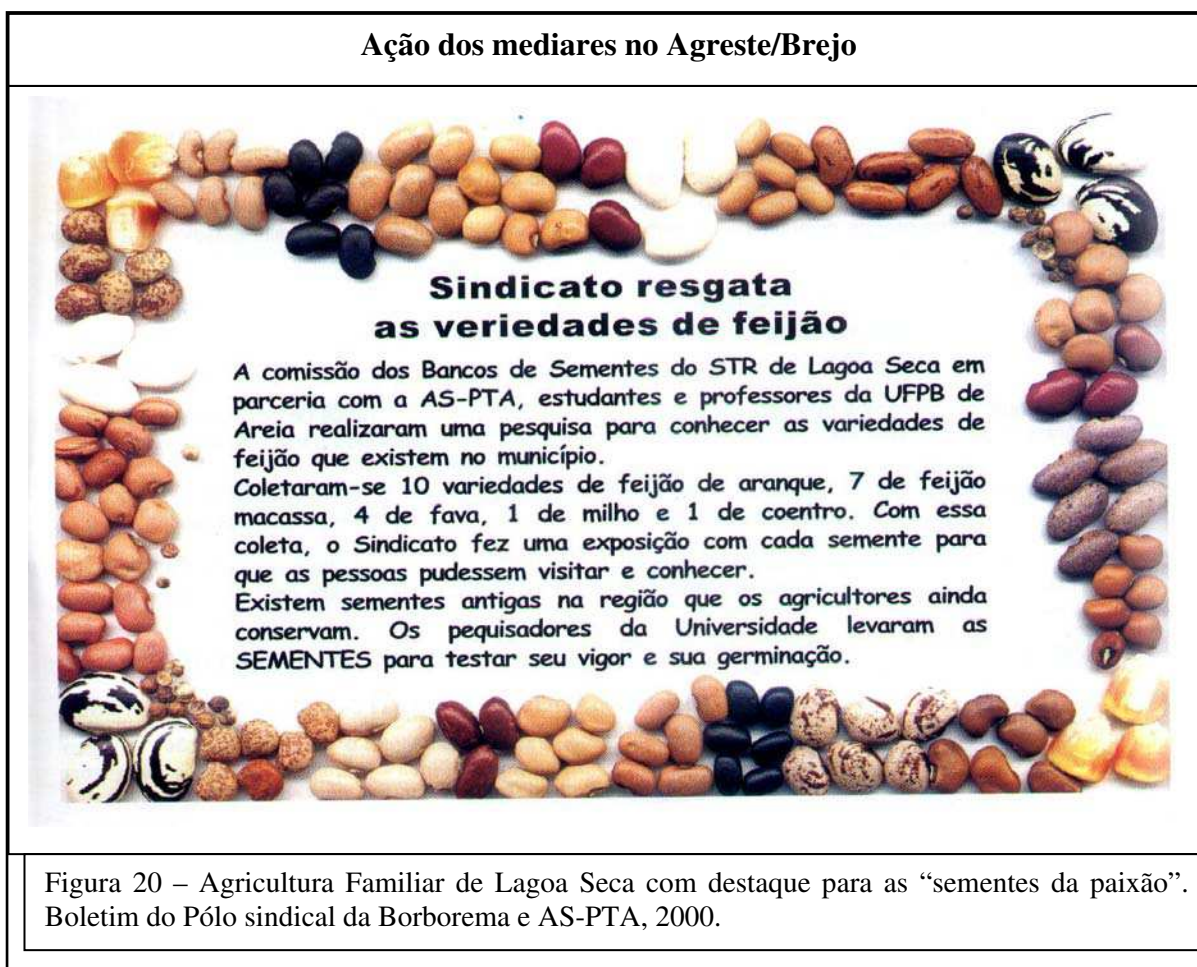 Ação dos mediares no Agreste/Brejo
Sindicato resgata
as veriedades de feijão
A comissão dos Bancos de Sementes do STR de Lagoa Seca em
parceria com a AS-PTA, estudantes e professores da UFPB de
Areia realizaram uma pesquisa para conhecer as variedades de
feijão que existem no município.
Coletaram-se 10 variedades de feijão de aranque, 7 de feijão
macassa, 4 de fava, 1 de milho e 1 de coentro. Com essa
coleta, o Sindicato fez uma exposição com cada semente para
que as pessoas pudessem visitar e conhecer.
Existem sementes antigas na região que os agricultores ainda
conservam. Os pequisadores da Universidade levaram as
SEMENTES para testar seu vigor e sua germinação.
Figura 20 – Agricultura Familiar de Lagoa Seca com destaque para as “sementes da paixão”.
Boletim do Pólo sindical da Borborema e AS-PTA, 2000.